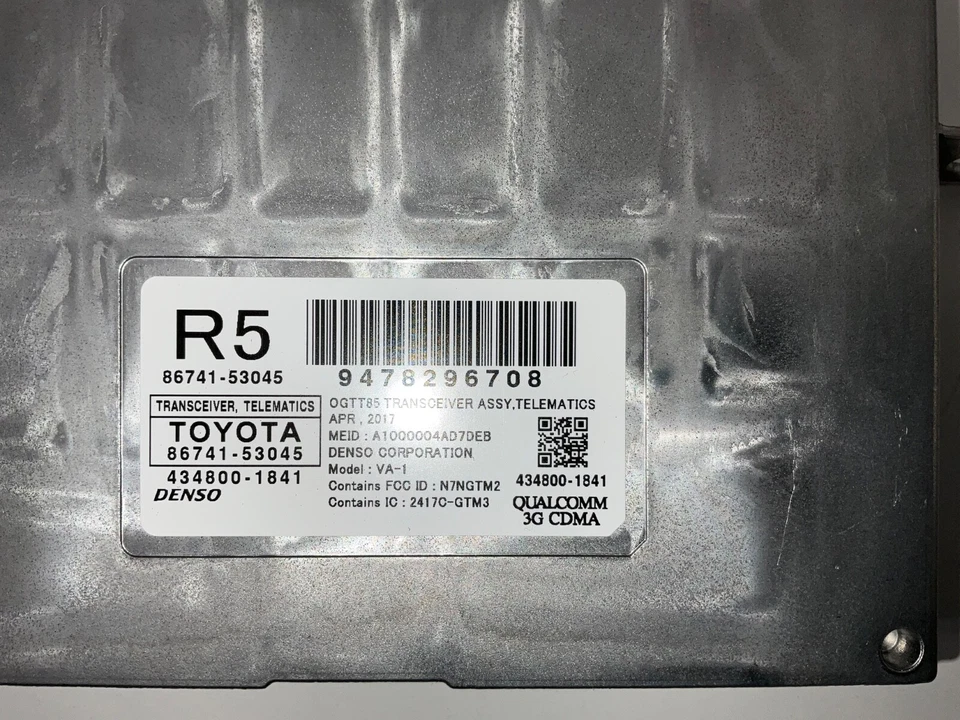 R5
86741-53045
9478296708
TRANSCEIVER, TELEMATICS
TOYOTA
86741-53045
434800-1841
DENSO
OGTT85 TRANSCEIVER ASSY,TELEMATICS
APR , 2017
MEID : A1000004AD7DEB
DENSO CORPORATION
Model : VA-1
Contains FCC ID : N7NGTM2
Contains IC : 2417C-GTM3
434800-1841
QUALCOMM
3G CDMA